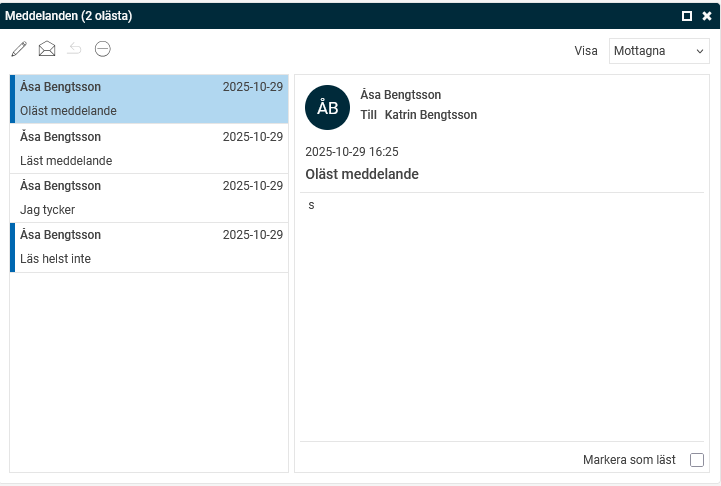 Meddelanden (2 olästa)
Visa Mottagna
Åsa Bengtsson 2025-10-29
Oläst meddelande
Åsa Bengtsson 2025-10-29
Läst meddelande
Åsa Bengtsson 2025-10-29
Jag tycker
Åsa Bengtsson 2025-10-29
Läs helst inte
ÅB
Åsa Bengtsson
Till Katrin Bengtsson
2025-10-29 16:25
Oläst meddelande
s
Markera som läst